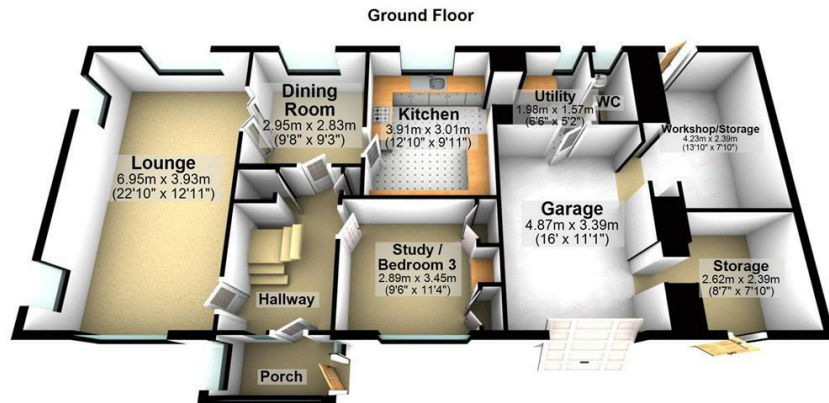 Ground Floor
Lounge
6.95m x 3.93m
(22'10" x 12'11")
Dining
Room
2.95m x 2.83m
(9'8" x 9'3")
Kitchen
3.91m x 3.01m
(12'10" x 9'11")
Utility
1.98m x 1.57m
(6'6" x 5'2")
WC
Workshop/Storage
4.23m x 2.39m
(13'10" x 7'10")
Hallway
Study /
Bedroom 3
2.89m x 3.45m
(9'6" x 11'4")
Garage
4.87m x 3.39m
(16' x 11'1")
Storage
2.62m x 2.39m
(8'7" x 7'10")
Porch